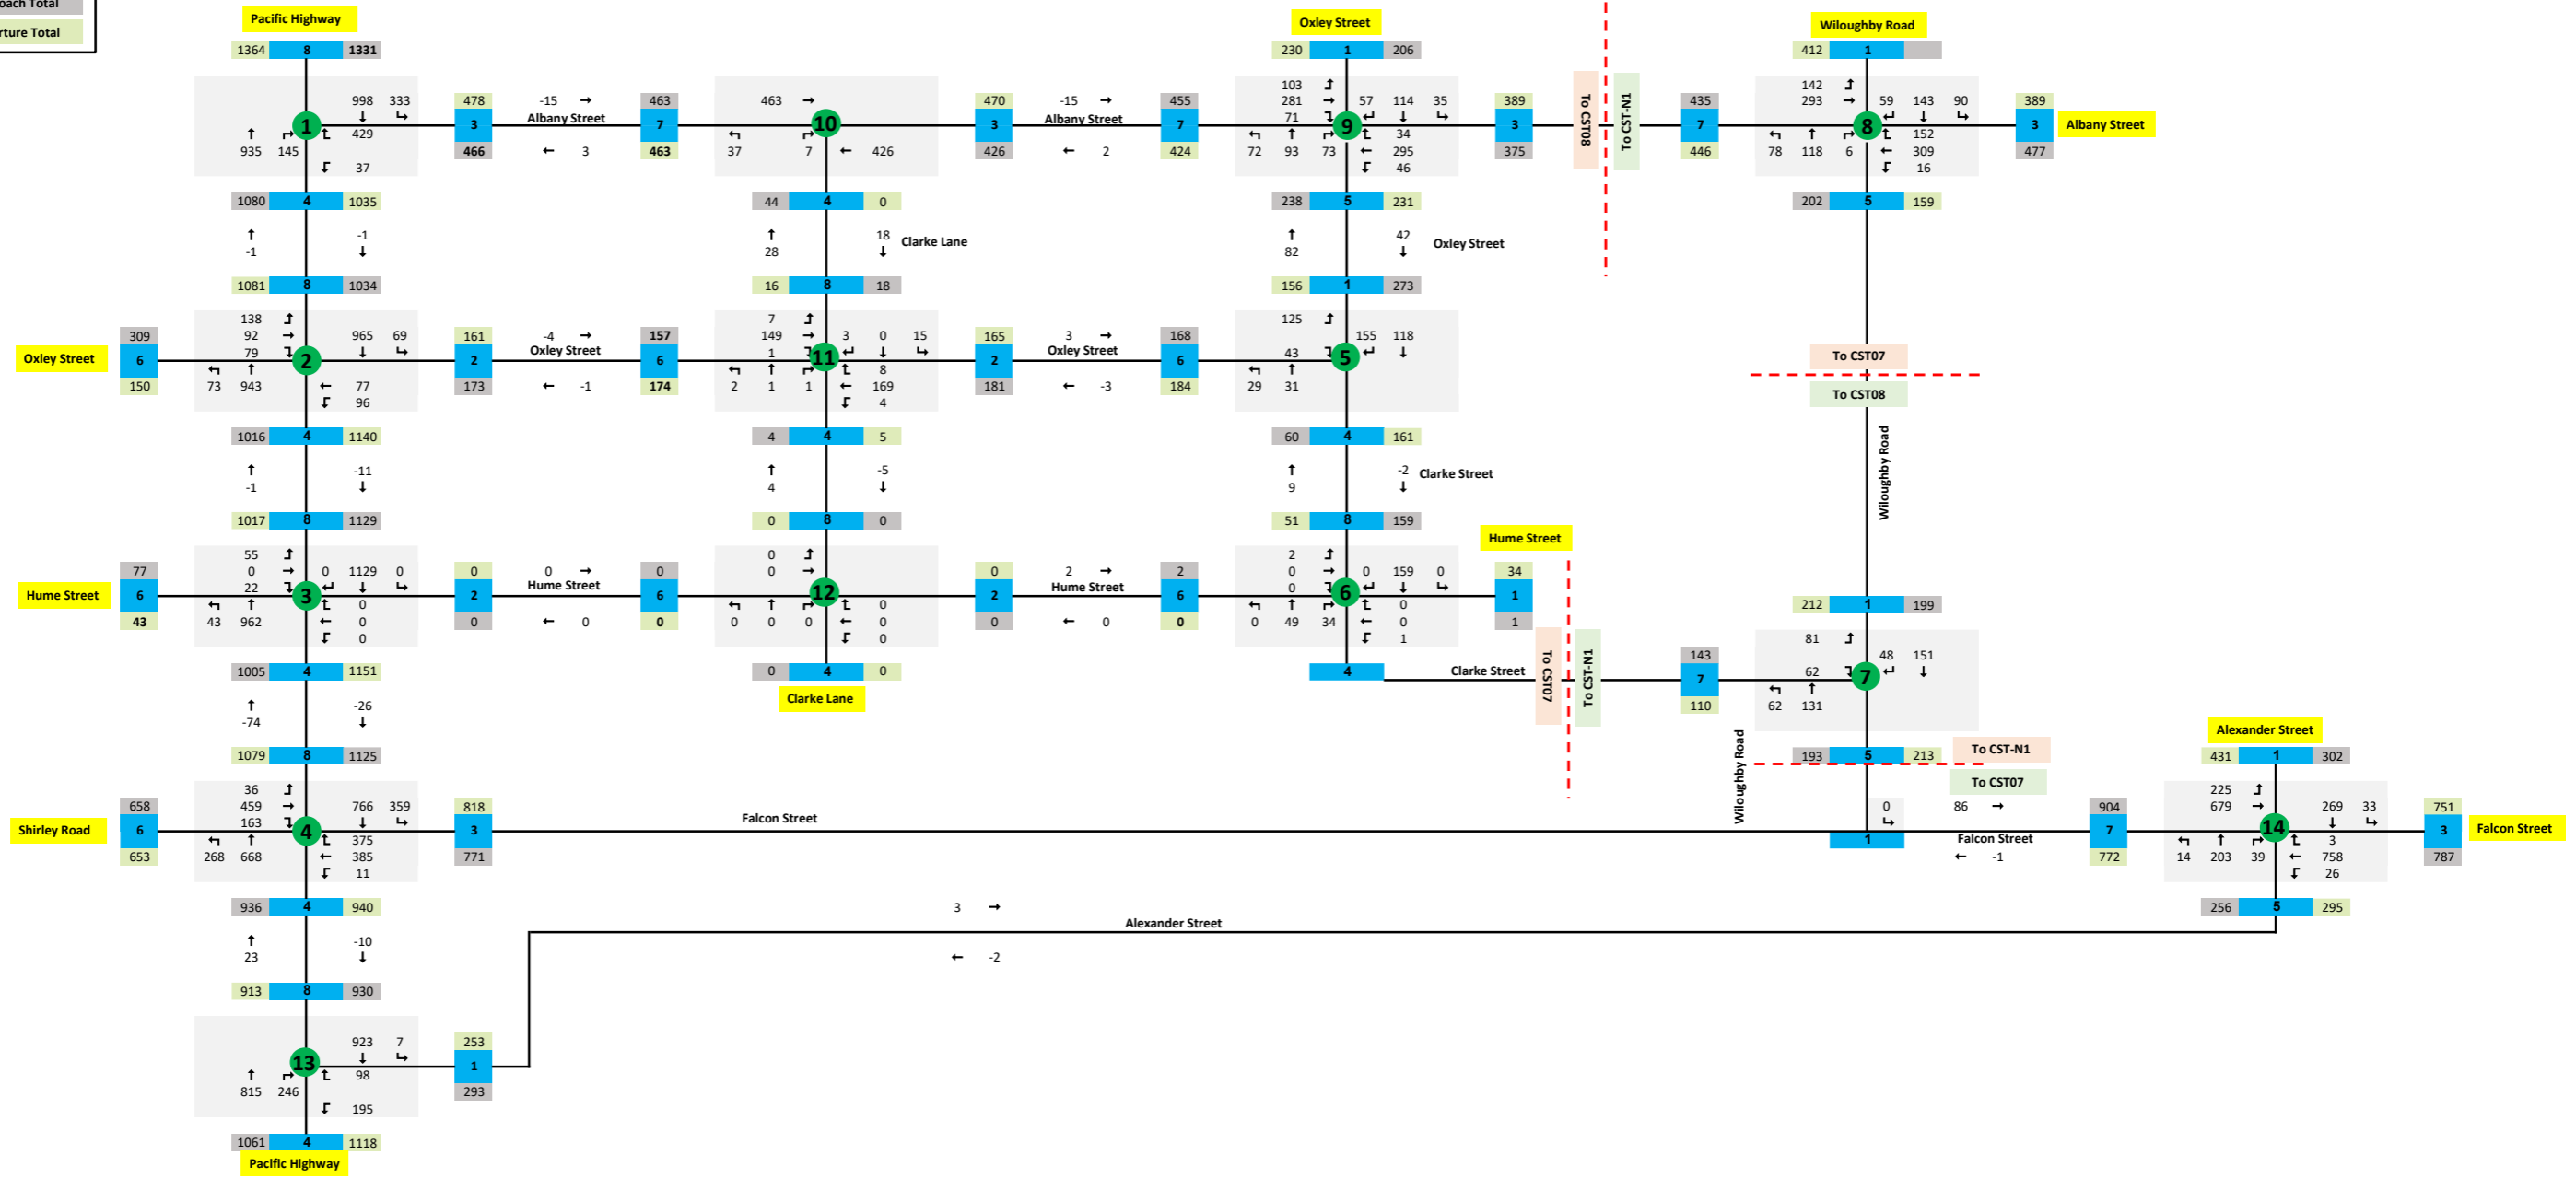 oach Total
rture Total
Pacific Highway
Oxley Street
Wiloughby Road
1364 8 1331
230 1 206
412 1
998 333
935 145
429
37
1
478
3
466
-15 →
Albany Street
← 3
463
7
463
463 →
10
37 7 ← 426
470
3
426
-15 →
Albany Street
← 2
455
7
424
103
281 → 57 114 35
71
9
34
72 93 73 ← 295
46
389
3
375
To CST08
To CST-N1
435
7
446
142
293 → 59 143 90
8
152
78 118 6 ← 309
16
389
3
477
Albany Street
1080 4 1035
44 4 0
238 5 231
202 5 159
↑ -1
-1 ↓
↑ 18
28 ↓
Clarke Lane
↑ 42
82 ↓
Oxley Street
1081 8 1034
16 8 18
156 1 273
Oxley Street
309
6
150
138
92 → 965 69
79
2
73 943 ← 77
96
161
2
173
-4 →
Oxley Street
← -1
157
6
174
7
149 → 3 0 15
1
11
8
2 1 1 ← 169
4
165
2
181
3 →
Oxley Street
← -3
168
6
184
125
155 118
43
5
29 31
To CST07
To CST08
1016 4 1140
4 4 5
60 4 161
↑ -11
-1 ↓
↑ -5
4 ↓
↑ -2
9 ↓
Clarke Street
Wiloughby Road
1017 8 1129
0 8 0
51 8 159
Hume Street
Hume Street
77
6
43
55
0 → 0 1129 0
22
3
0
43 962 ← 0
0
0
2
0
0 →
Hume Street
← 0
0
6
0
0
0 →
12
0
0 0 0 ← 0
0
0
2
0
2 →
Hume Street
← 0
2
6
0
2
0 → 0 159 0
0
6
0
0 49 34 ← 0
1
34
1
1
212 1 199
1005 4 1151
0 4 0
Clarke Lane
4
Clarke Street
To CST07
To CST-N1
143
7
110
81
48 151
62
7
62 131
↑ -26
-74 ↓
1079 8 1125
Wiloughby Road
193 5 213
To CST-N1
To CST07
Alexander Street
431 1 302
Shirley Road
658
6
653
36
459 → 766 359
163
4
375
268 668 ← 385
11
818
3
771
Falcon Street
0
1
86 →
Falcon Street
← -1
904
7
772
225
679 → 269 33
14
3
14 203 39 ← 758
26
751
3
787
Falcon Street
936 4 940
256 5 295
↑ -10
23 ↓
3 →
Alexander Street
← -2
913 8 930
923 7
13
98
815 246
195
253
1
293
1061 4 1118
Pacific Highway